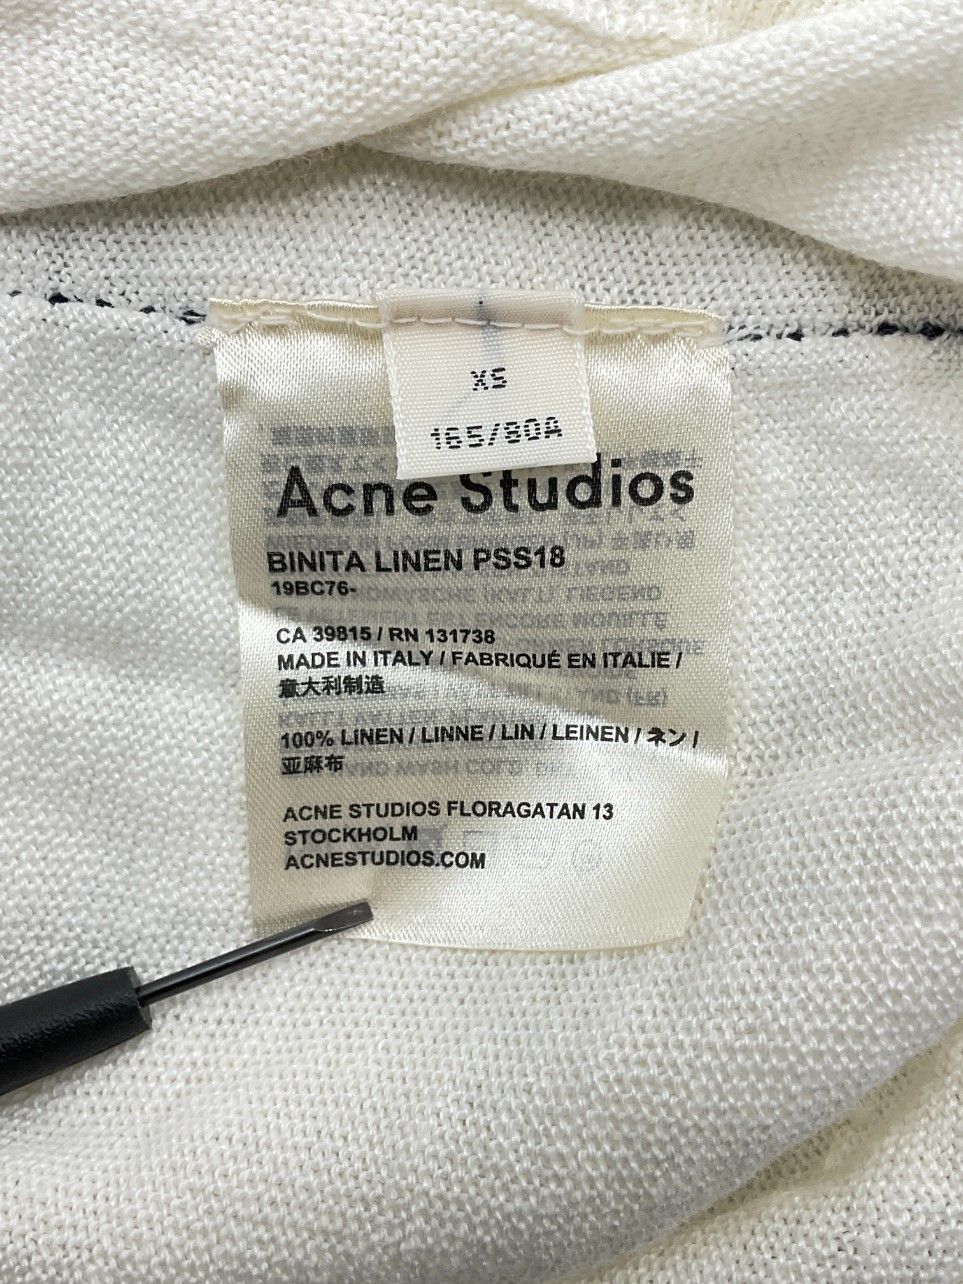 XS
165/80A
Acne Studios
BINITA LINEN PSS18
19BC76-
CA 39815 / RN 131738
MADE IN ITALY / FABRIQUÉ EN ITALIE /
意大利制造
100% LINEN / LINNE / LIN / LEINEN / ネン /
亚麻布
ACNE STUDIOS FLORAGATAN 13
STOCKHOLM
ACNESTUDIOS.COM